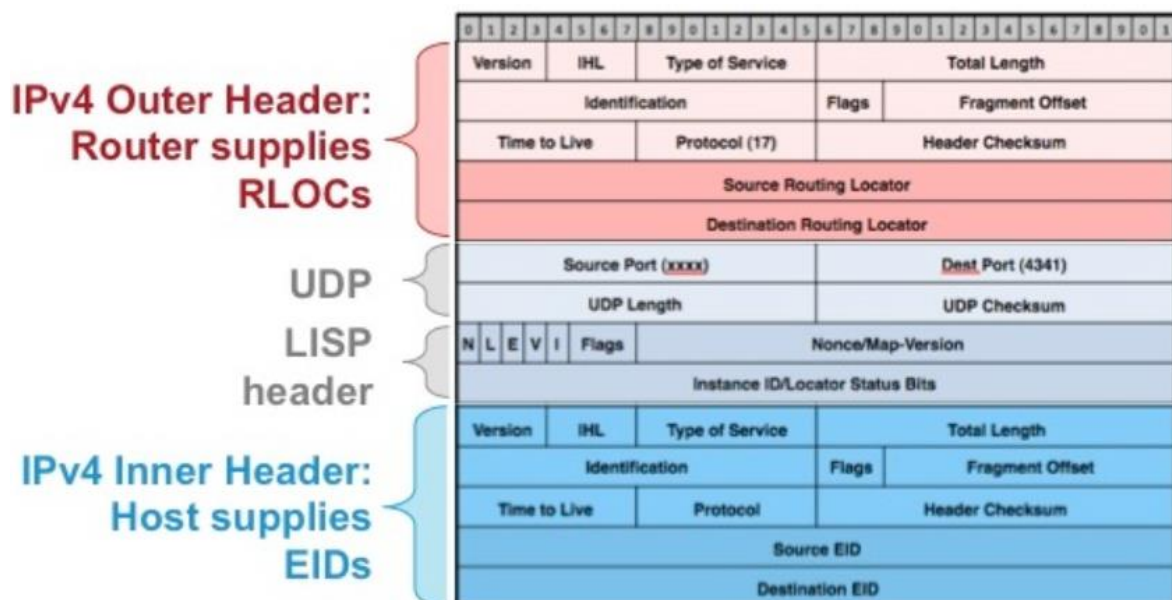 0 1 2 3 4 5 6 7 8 9 0 1 2 3 4 5 6 7 8 9 0 1 2 3 4 5 6 7 8 9 0 1
IPv4 Outer Header:
Router supplies
RLOCs
Version IHL Type of Service Total Length
Identification Flags Fragment Offset
Time to Live Protocol (17) Header Checksum
Source Routing Locator
Destination Routing Locator
UDP
Source Port (xxxx) Dest Port (4341)
UDP Length UDP Checksum
LISP
header
N L E V I Flags Nonce/Map-Version
Instance ID/Locator Status Bits
IPv4 Inner Header:
Host supplies
EIDs
Version IHL Type of Service Total Length
Identification Flags Fragment Offset
Time to Live Protocol Header Checksum
Source EID
Destination EID